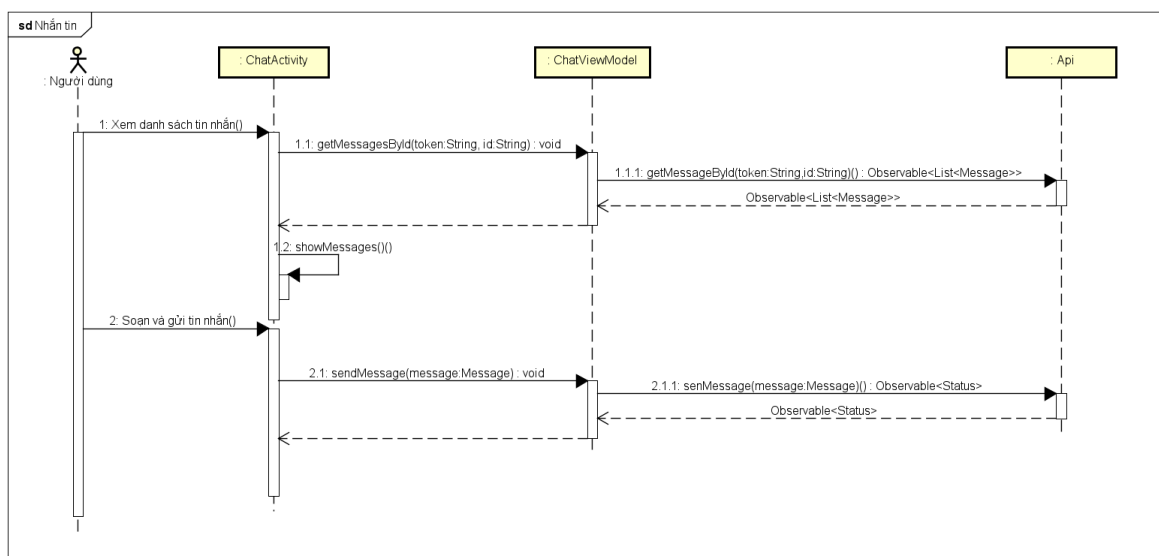 sd Nhắn tin
: Người dùng
: ChatActivity
: ChatViewModel
: Api
1: Xem danh sách tin nhắn()
1.1: getMessagesById(token:String, id:String) : void
1.1.1: getMessageById(token:String,id:String)() : Observable<List<Message>>
Observable<List<Message>>
1.2: showMessages()()
2: Soạn và gửi tin nhắn()
2.1: sendMessage(message:Message) : void
2.1.1: senMessage(message:Message)() : Observable<Status>
Observable<Status>